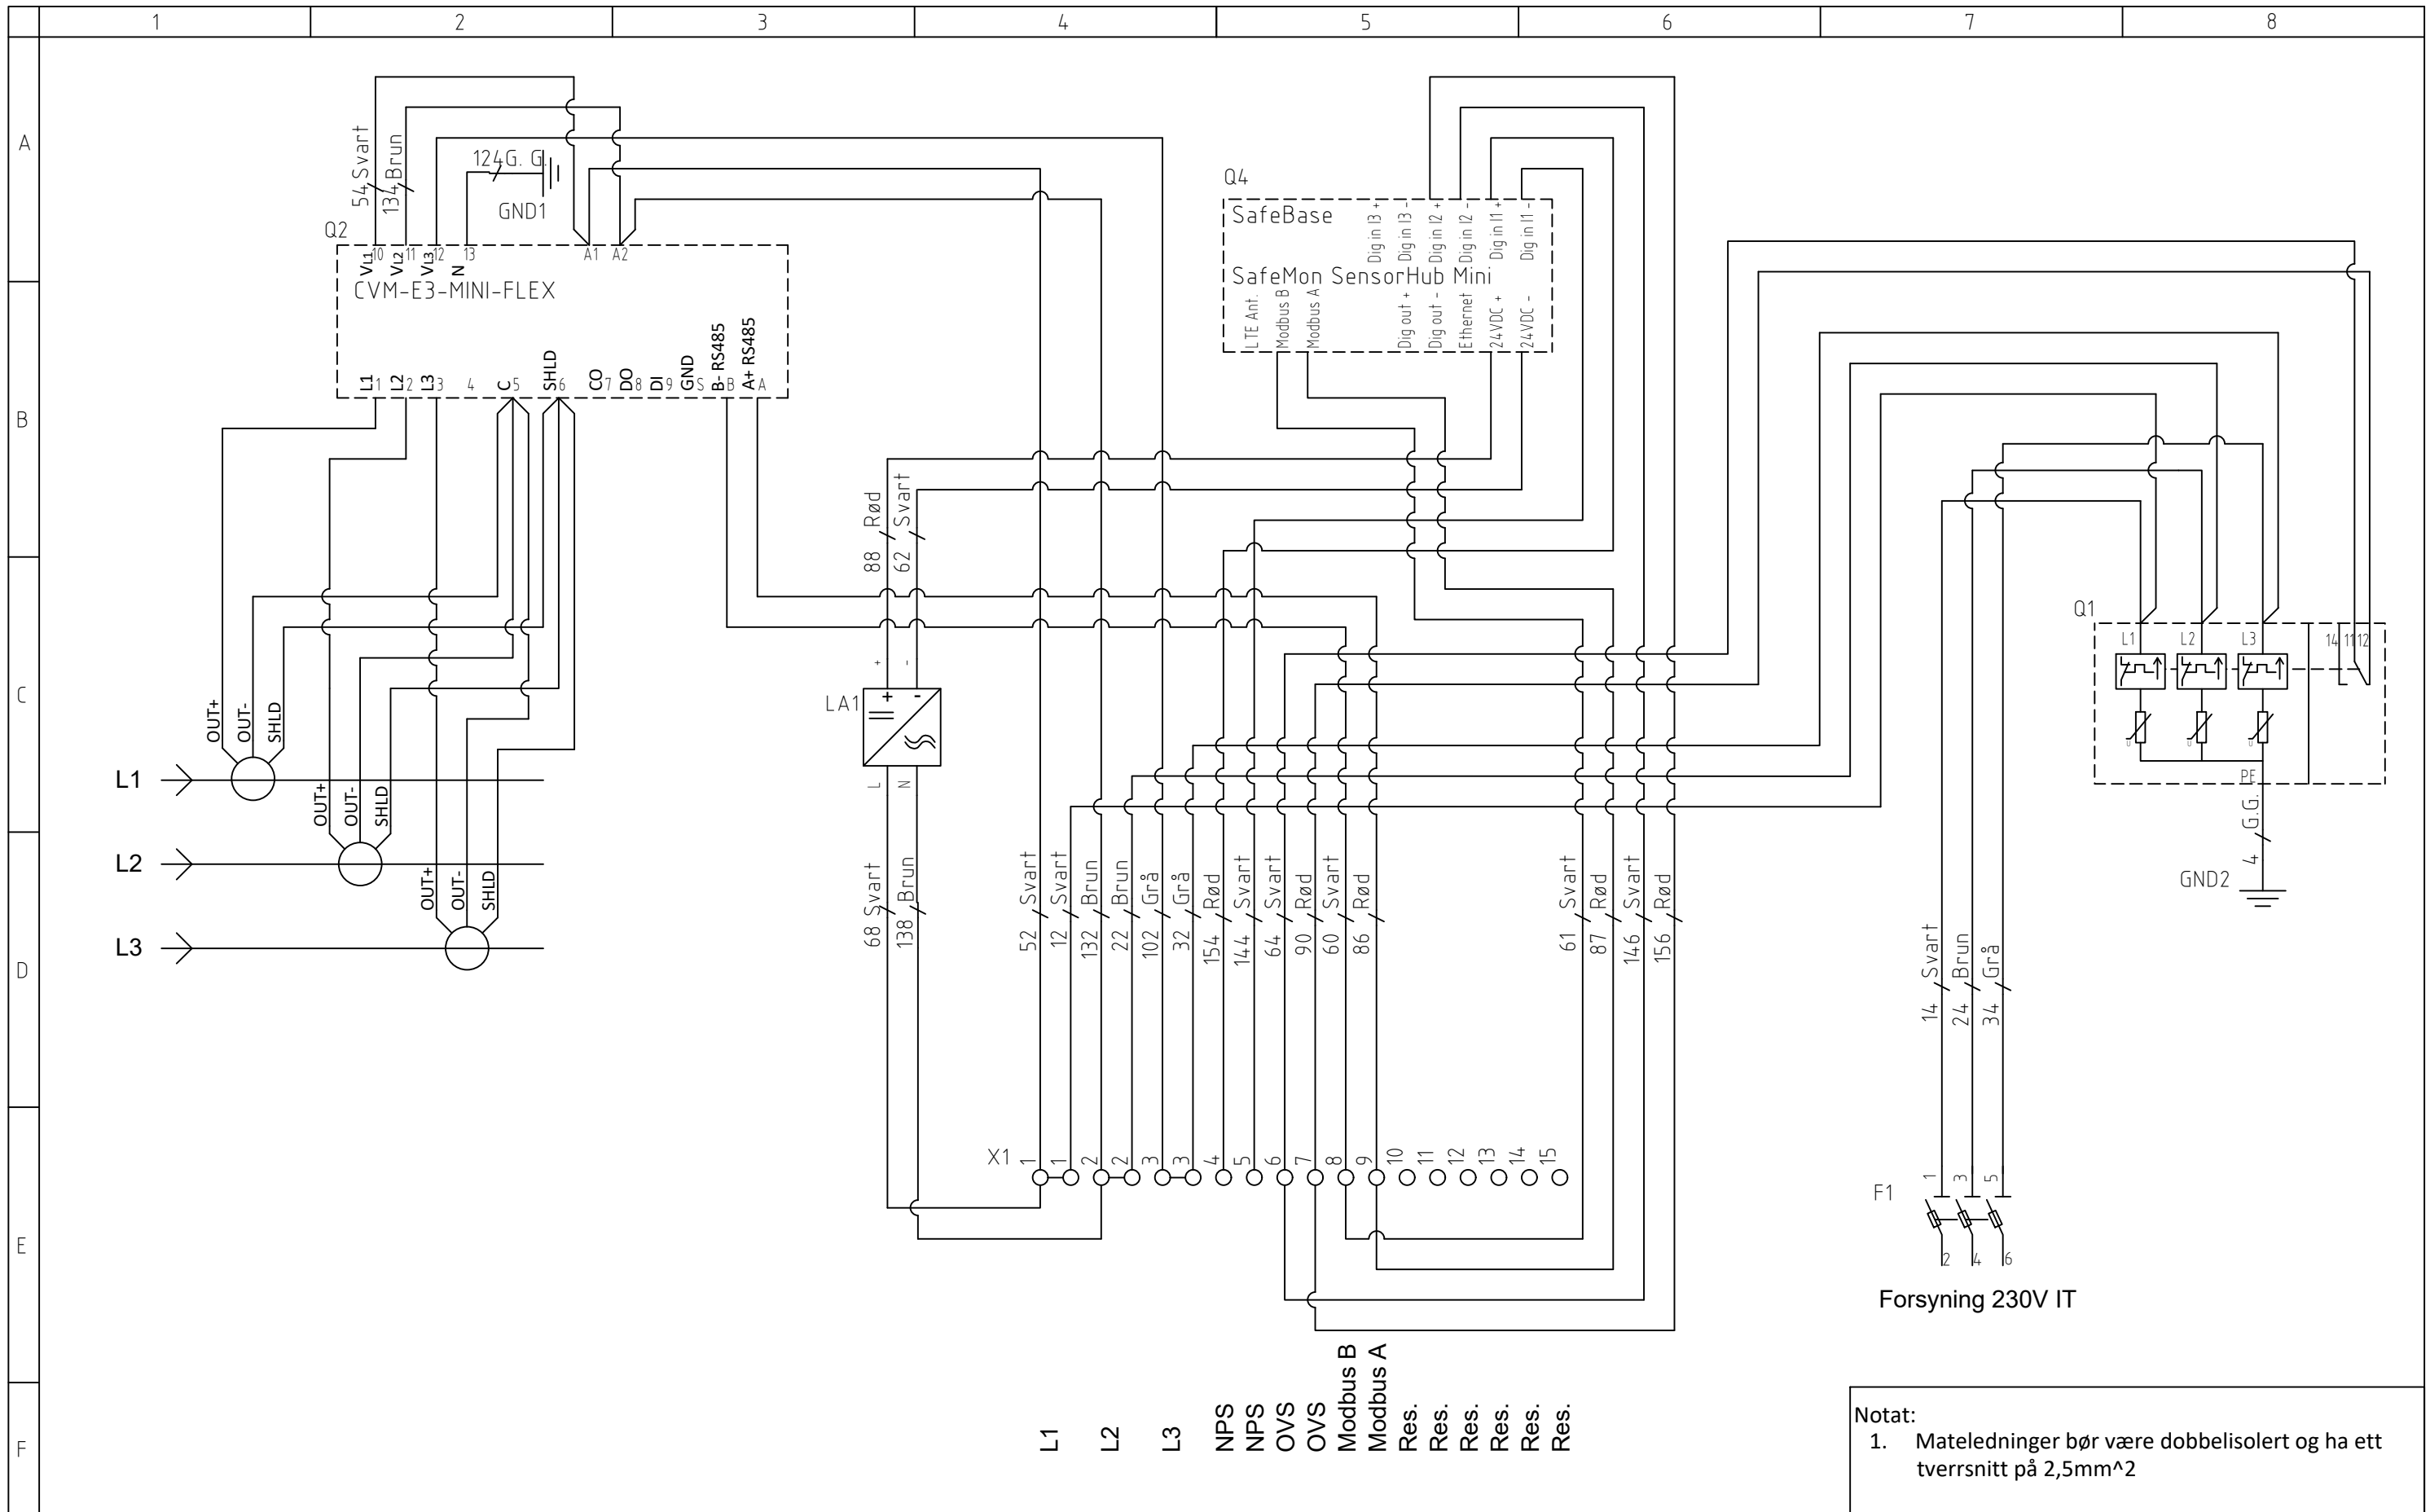 1 2 3 4 5 6 7 8
A
B
C
D
E
F
54 Svart
134 Brun
124 G. G.
GND1
Q2
10 11 12 13 A1 A2
VL1 VL2 VL3 N
CVM-E3-MINI-FLEX
L1 L2 L3 C SHLD CO DO DI GND B- RS485 A+ RS485
1 2 3 4 5 6 7 8 9 S B A
Q4
SafeBase
Dig in I3 +
Dig in I3 -
Dig in I2 +
Dig in I2 -
Dig in I1 +
Dig in I1 -
SafeMon SensorHub Mini
LTE Ant.
Modbus B
Modbus A
Dig out +
Dig out -
Ethernet
24VDC +
24VDC -
88 Rød
62 Svart
+ -
LA1
+ -
L N
68 Svart
138 Brun
OUT+ OUT- SHLD
L1
OUT+ OUT- SHLD
L2
OUT+ OUT- SHLD
L3
52 Svart
12 Svart
132 Brun
22 Brun
102 Grå
32 Grå
154 Rød
144 Svart
64 Svart
90 Rød
60 Svart
86 Rød
61 Svart
87 Rød
146 Svart
156 Rød
Q1
L1 L2 L3 14 11 12
U U U
PE
4 G.G.
GND2
14 Svart
24 Brun
34 Grå
X1
1 1 2 2 3 3 4 5 6 7 8 9 10 11 12 13 14 15
F1
1 3 5
2 4 6
Forsyning 230V IT
L1
L2
L3
NPS
NPS
OVS
OVS
Modbus B
Modbus A
Res.
Res.
Res.
Res.
Res.
Res.
Notat:
1. Mateledninger bør være dobbelisolert og ha ett
tverrsnitt på 2,5mm^2